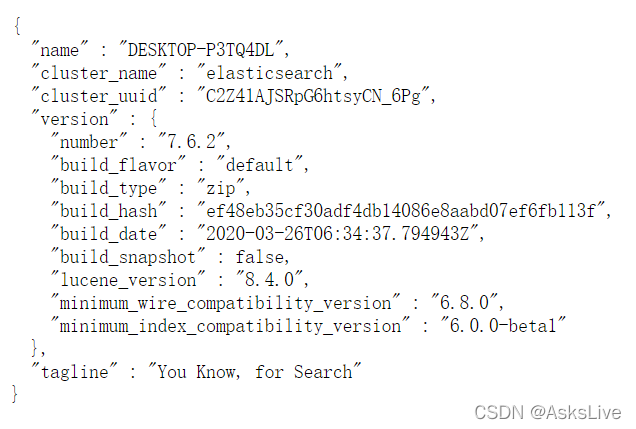 {
  "name" : "DESKTOP-P3TQ4DL",
  "cluster_name" : "elasticsearch",
  "cluster_uuid" : "C2Z41AJSRpG6htsyCN_6Pg",
  "version" : {
    "number" : "7.6.2",
    "build_flavor" : "default",
    "build_type" : "zip",
    "build_hash" : "ef48eb35cf30adf4db14086e8aabd07ef6fb113f",
    "build_date" : "2020-03-26T06:34:37.794943Z",
    "build_snapshot" : false,
    "lucene_version" : "8.4.0",
    "minimum_wire_compatibility_version" : "6.8.0",
    "minimum_index_compatibility_version" : "6.0.0-beta1"
  },
  "tagline" : "You Know, for Search"
}
CSDN @AsksLive